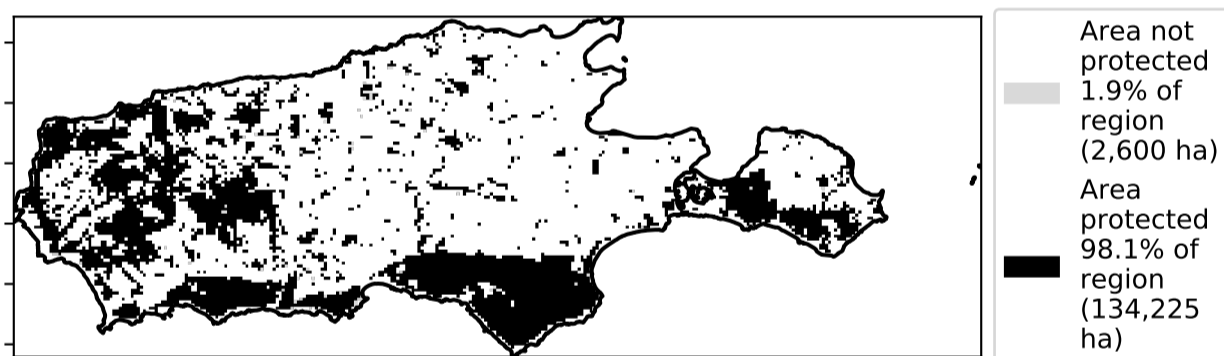 Area not
protected
1.9% of
region
(2,600 ha)
Area
protected
98.1% of
region
(134,225
ha)